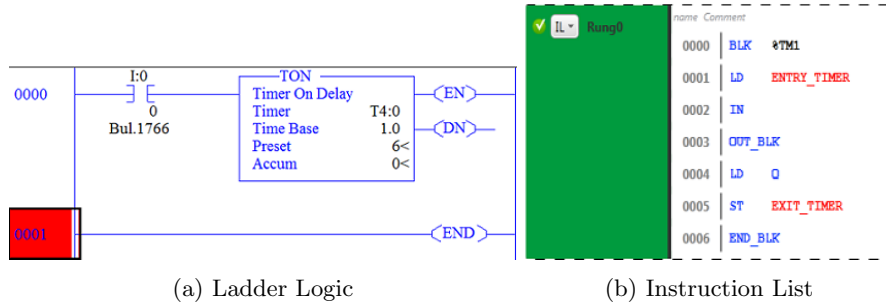 I:0
0000
0
Bul.1766
TON
Timer On Delay
Timer T4:0
Time Base 1.0
Preset 6<
Accum 0<
EN
DN
0001
END
(a) Ladder Logic
IL Rung0
name Comment
0000 BLK %TM1
0001 LD ENTRY_TIMER
0002 IN
0003 OUT_BLK
0004 LD Q
0005 ST EXIT_TIMER
0006 END_BLK
(b) Instruction List